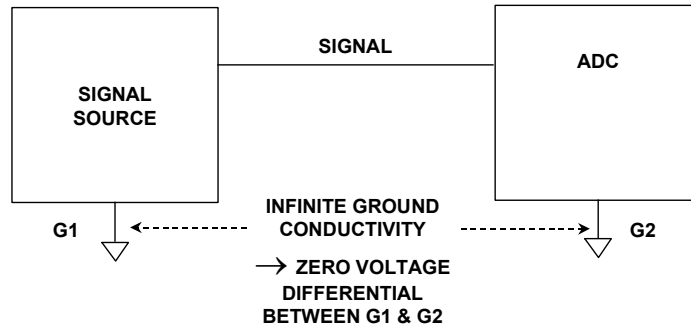 SIGNAL
ADC
SIGNAL
SOURCE
G1
INFINITE GROUND
CONDUCTIVITY
G2
→ ZERO VOLTAGE
DIFFERENTIAL
BETWEEN G1 & G2